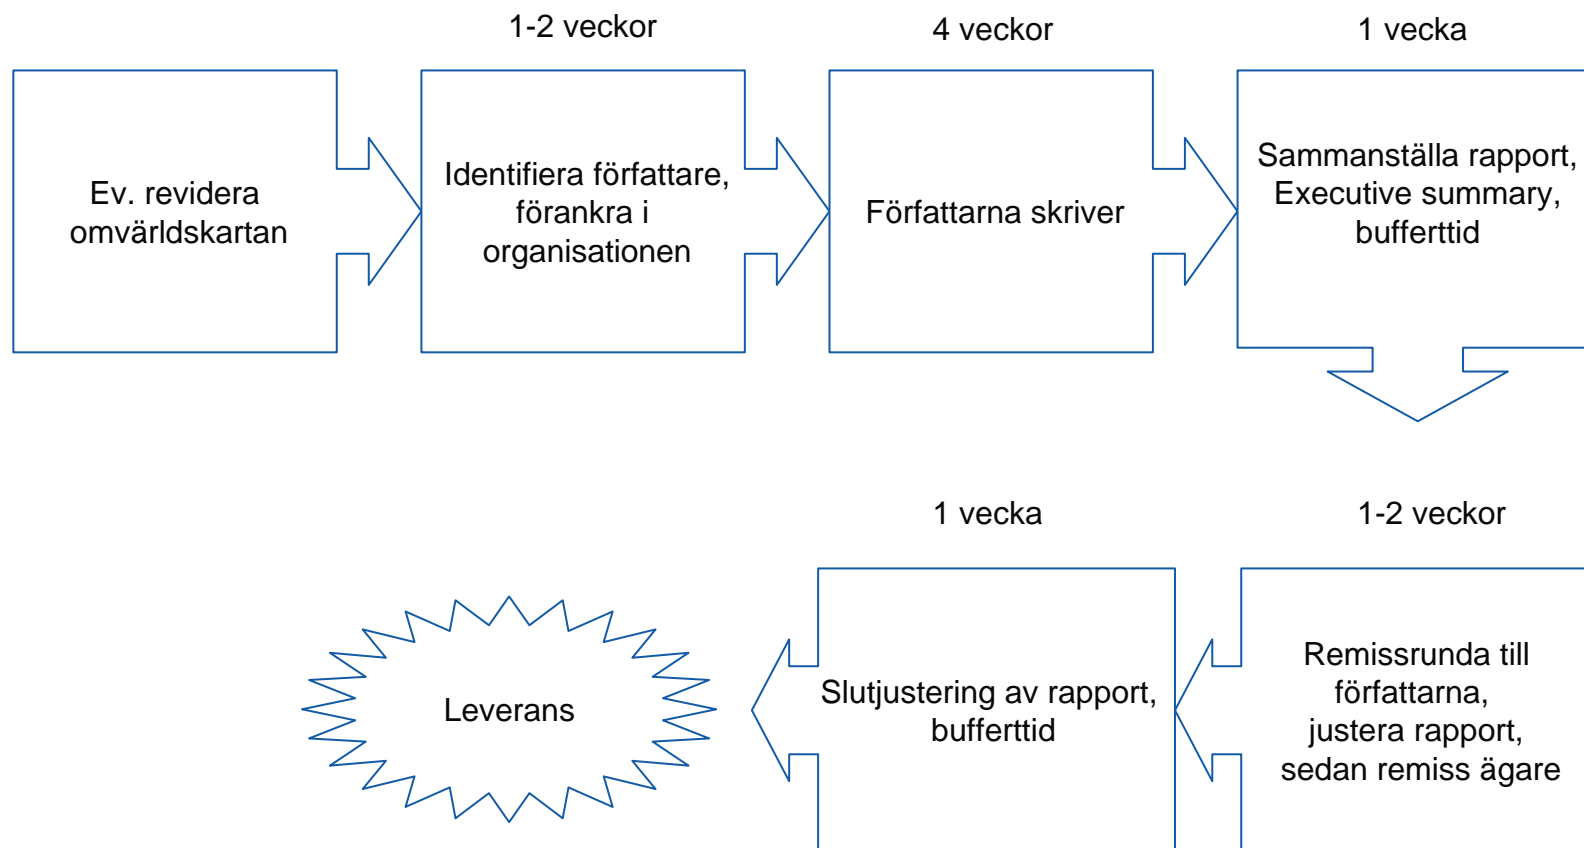 1-2 veckor
4 veckor
1 vecka
Ev. revidera
omvärldskartan
Identifiera författare,
förankra i
organisationen
Författarna skriver
Sammanställa rapport,
Executive summary,
bufferttid
1 vecka
1-2 veckor
Leverans
Slutjustering av rapport,
bufferttid
Remissrunda till
författarna,
justera rapport,
sedan remiss ägare